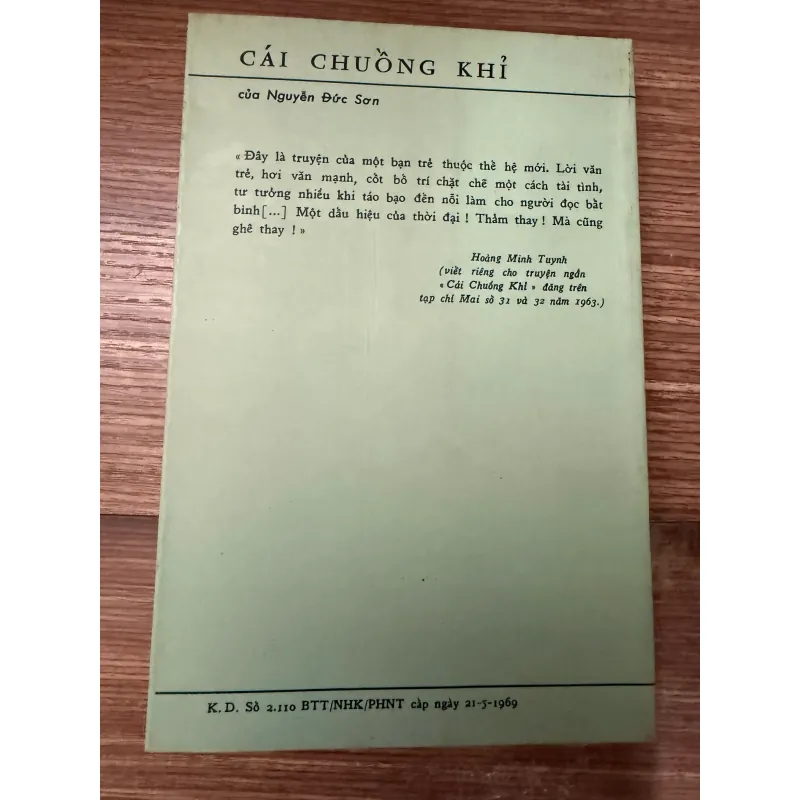 CÁI CHUỒNG KHỈ
của Nguyễn Đức Sơn
« Đây là truyện của một bạn trẻ thuộc thế hệ mới. Lời văn
trẻ, hơi văn mạnh, cốt bố trí chặt chẽ một cách tài tình,
tư tưởng nhiều khi táo bạo đến nỗi làm cho người đọc bất
bình[...] Một dấu hiệu của thời đại ! Thảm thay ! Mà cũng
ghê thay ! »
Hoàng Minh Tuynh
(viết riêng cho truyện ngắn
« Cái Chuồng Khỉ » đăng trên
tạp chí Mai số 31 và 32 năm 1963.)
K. D. Số 2.110 BTT/NHK/PHNT cấp ngày 21-5-1969